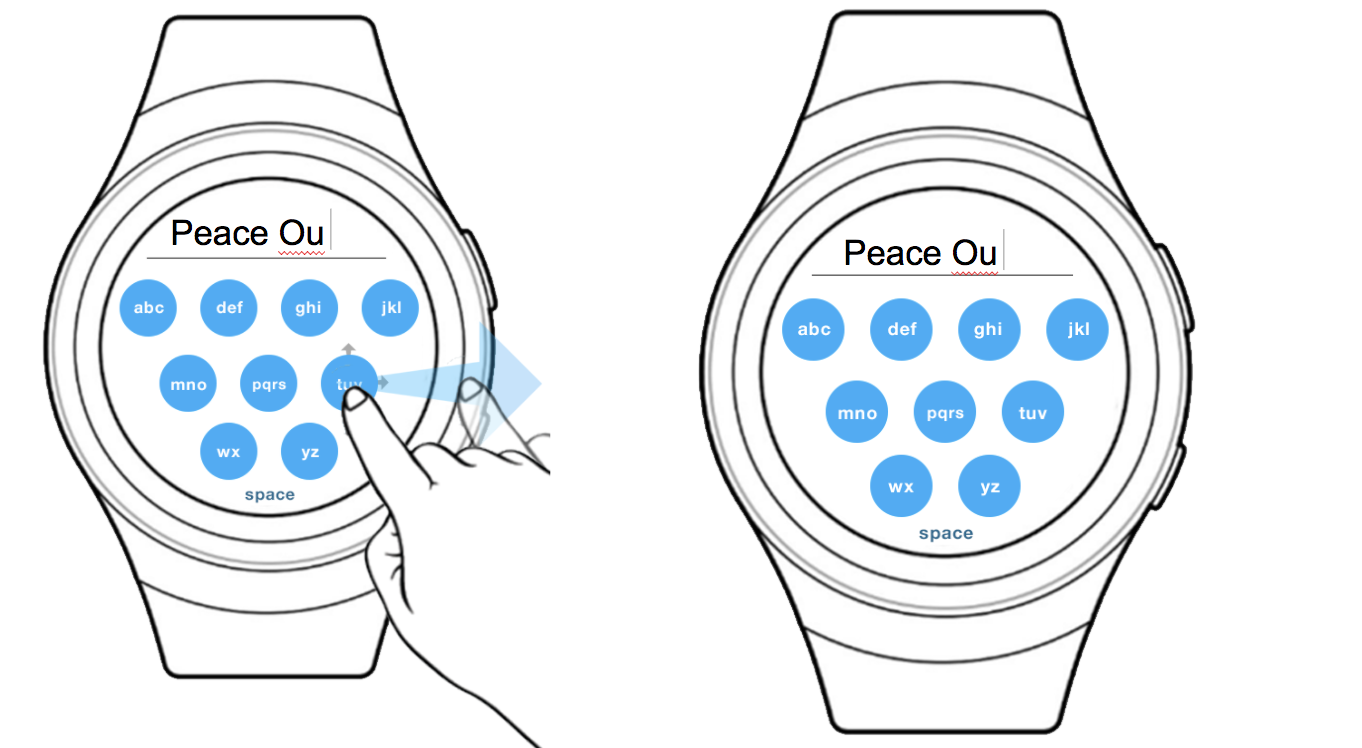 Peace Ou
abc def ghi jkl
mno pqrs tuv
wx yz
space
Peace Ou
abc def ghi jkl
mno pqrs tuv
wx yz
space